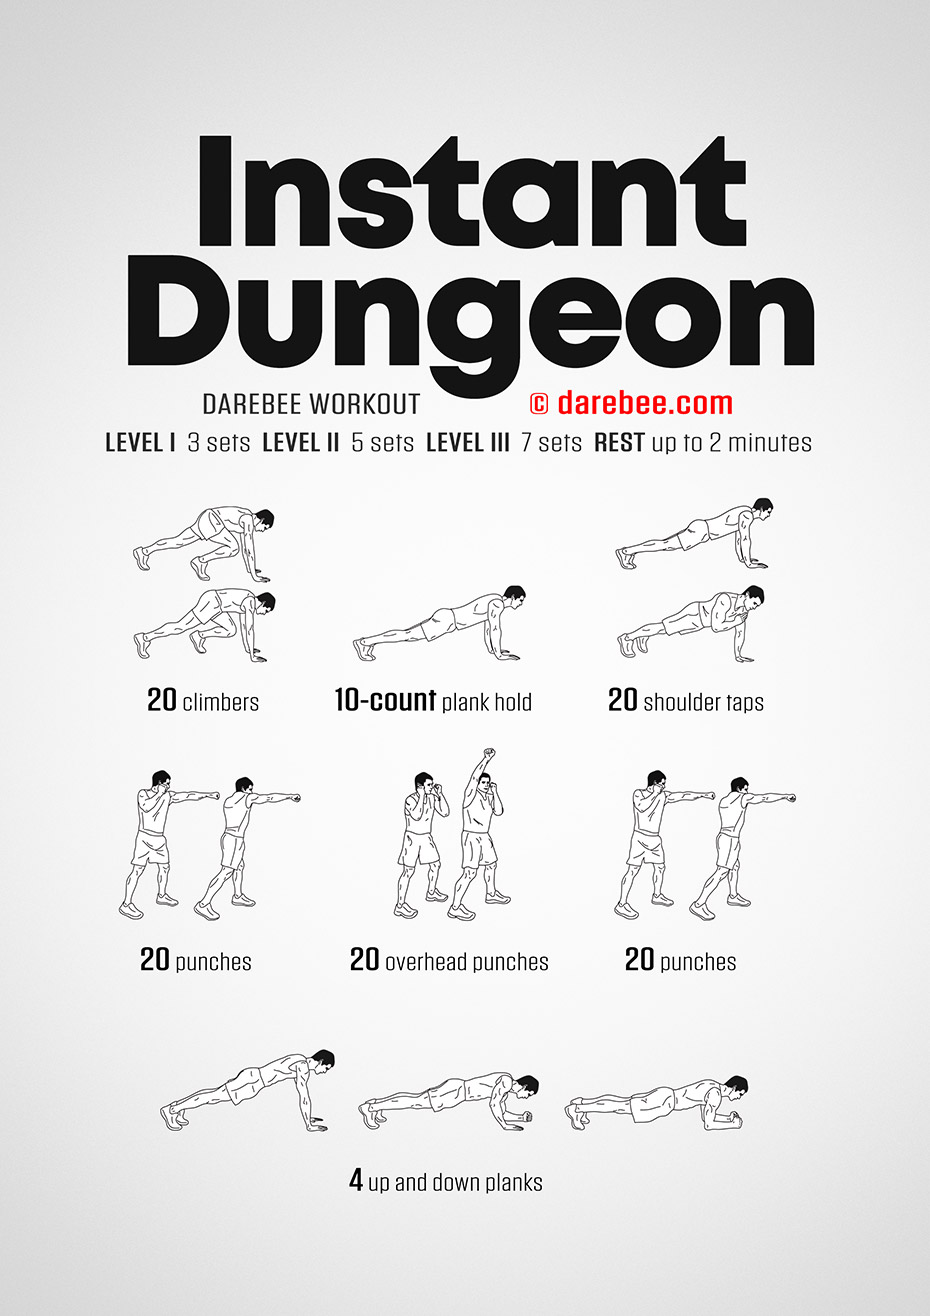 Instant
Dungeon
DAREBEE WORKOUT © darebee.com
LEVEL I 3 sets LEVEL II 5 sets LEVEL III 7 sets REST up to 2 minutes
20 climbers
10-count plank hold
20 shoulder taps
20 punches
20 overhead punches
20 punches
4 up and down planks